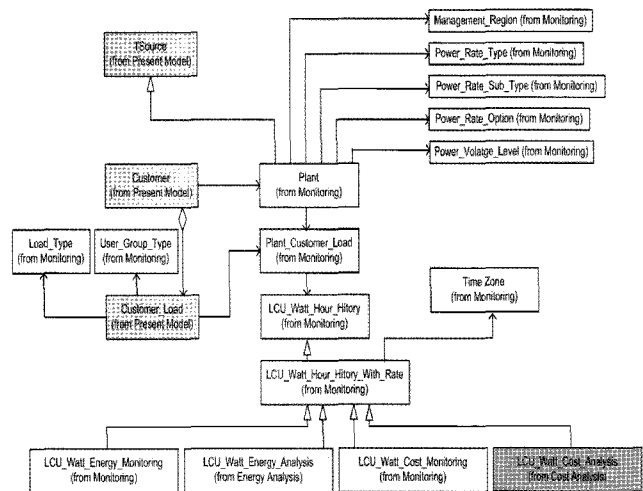 Management_Region (from Monitoring)
TSource
(from Present Model)
Power_Rate_Type (from Monitoring)
Power_Rate_Sub_Type (from Monitoring)
Power_Rate_Option (from Monitoring)
Power_Volatge_Level (from Monitoring)
Customer
(from Present Model)
Plant
(from Monitoring)
Load_Type
(from Monitoring)
User_Group_Type
(from Monitoring)
Plant_Customer_Load
(from Monitoring)
Time Zone
(from Monitoring)
Customer_Load
(from Present Model)
LCU_Watt_Hour_Hitory
(from Monitoring)
LCU_Watt_Hour_Hitory_With_Rate
(from Monitoring)
LCU_Watt_Energy_Monitoring
(from Monitoring)
LCU_Watt_Energy_Analysis
(from Energy Analysis)
LCU_Watt_Cost_Monitoring
(from Monitoring)
LCU_Watt_Cost_Analysis
(from Cost Analysis)